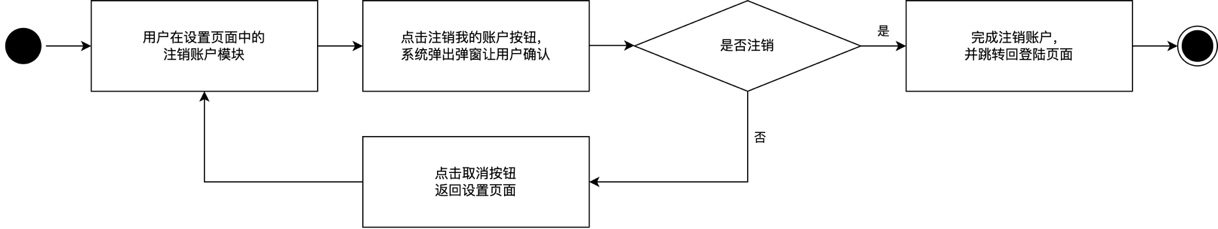 用户在设置页面中的
注销账户模块
点击注销我的账户按钮，
系统弹出弹窗让用户确认
是否注销
是
完成注销账户，
并跳转回登陆页面
否
点击取消按钮
返回设置页面